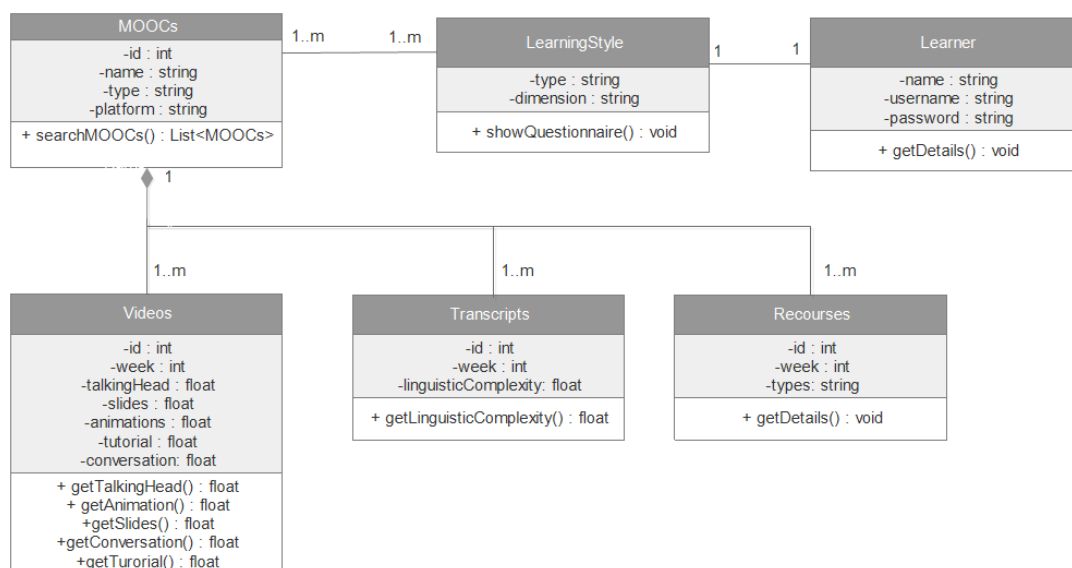 MOOCs
-id : int
-name : string
-type : string
-platform : string
+ searchMOOCs() : List<MOOCs>
1..m
1..m
LearningStyle
-type : string
-dimension : string
+ showQuestionnaire() : void
1
1
Learner
-name : string
-username : string
-password : string
+ getDetails() : void
1
1..m
1..m
1..m
Videos
-id : int
-week : int
-talkingHead : float
-slides : float
-animations : float
-tutorial : float
-conversation: float
+ getTalkingHead() : float
+ getAnimation() : float
+getSlides() : float
+getConversation() : float
+getTurorial() : float
Transcripts
-id : int
-week : int
-linguisticComplexity: float
+ getLinguisticComplexity() : float
Recourses
-id : int
-week : int
-types: string
+ getDetails() : void